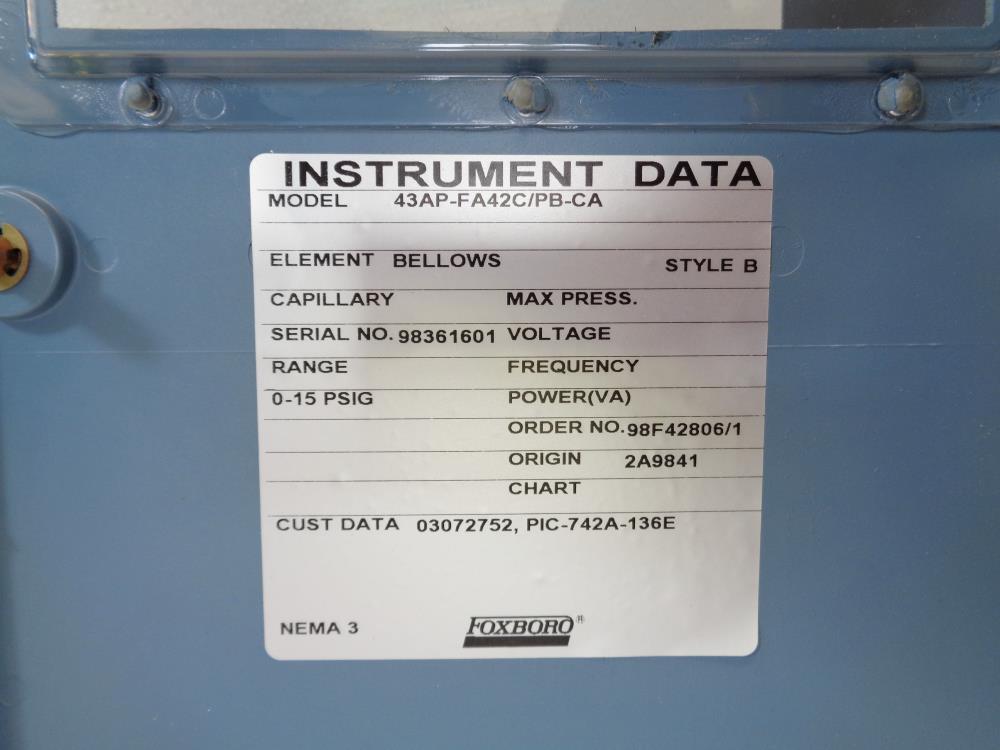 INSTRUMENT DATA
MODEL 43AP-FA42C/PB-CA
ELEMENT BELLOWS STYLE B
CAPILLARY MAX PRESS.
SERIAL NO. 98361601 VOLTAGE
RANGE FREQUENCY
0-15 PSIG POWER(VA)
ORDER NO. 98F42806/1
ORIGIN 2A9841
CHART
CUST DATA 03072752, PIC-742A-136E
NEMA 3 FOXBORO®